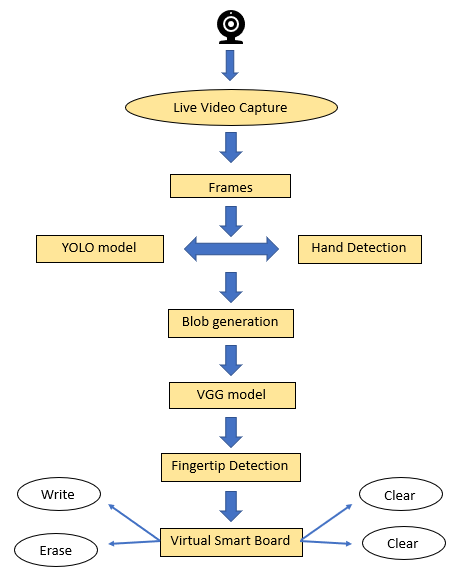 Live Video Capture
Frames
YOLO model
Hand Detection
Blob generation
VGG model
Fingertip Detection
Write
Clear
Virtual Smart Board
Erase
Clear